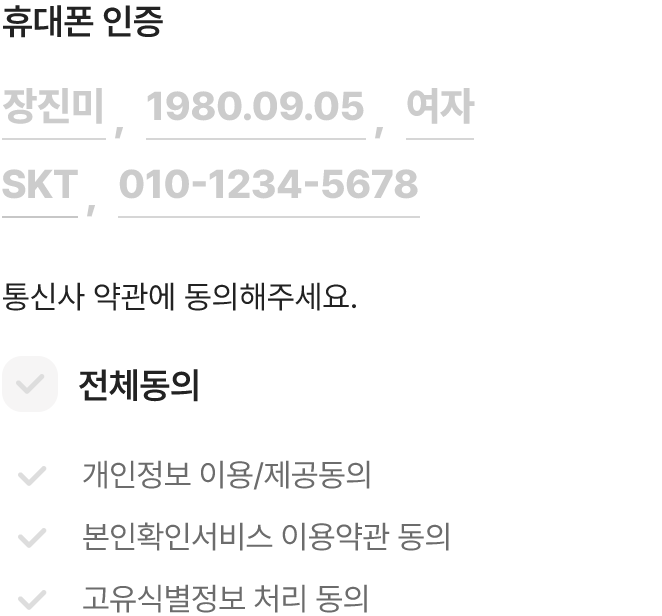 휴대폰 인증
장진미, 1980.09.05, 여자
SKT, 010-1234-5678
통신사 약관에 동의해주세요.
전체동의
개인정보 이용/제공동의
본인확인서비스 이용약관 동의
고유식별정보 처리 동의